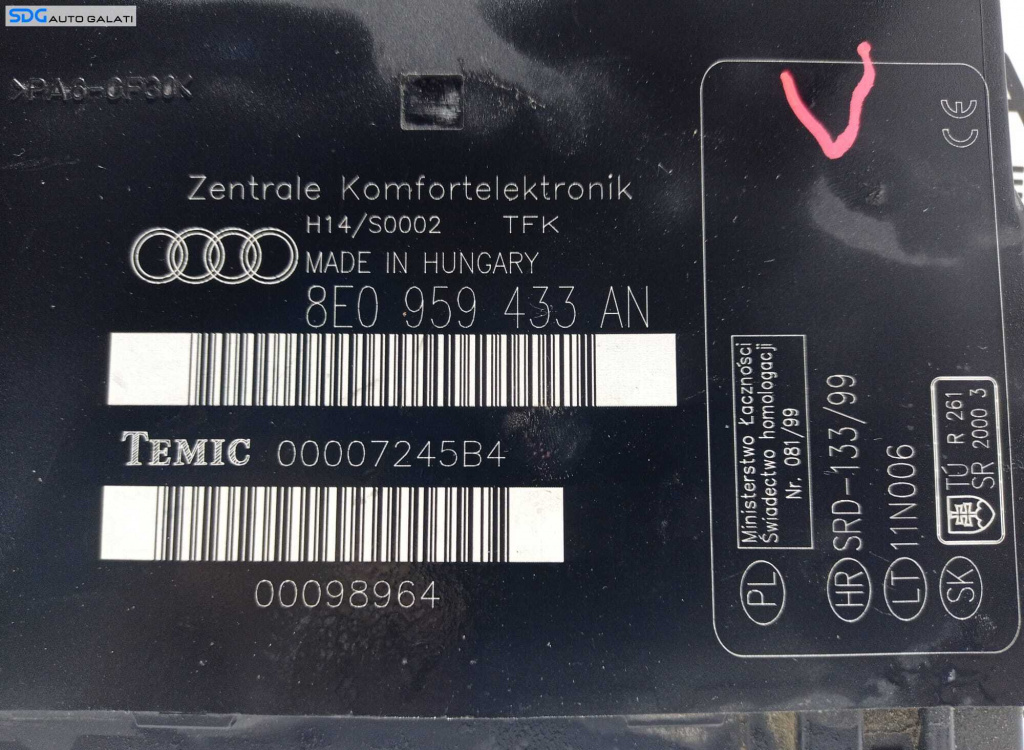 SDG AUTO GALATI
>PA6-GF30<
Zentrale Komfortelektronik
H14/S0002 TFK
MADE IN HUNGARY
8E0 959 433 AN
TEMIC 00007245B4
00098964
CE
PL Ministerstwo Łaczności
Świadectwo homologacji
Nr. 081/99
HR SRD-133/99
LT 11N006
SK TÚ R 261
SR 2000 3